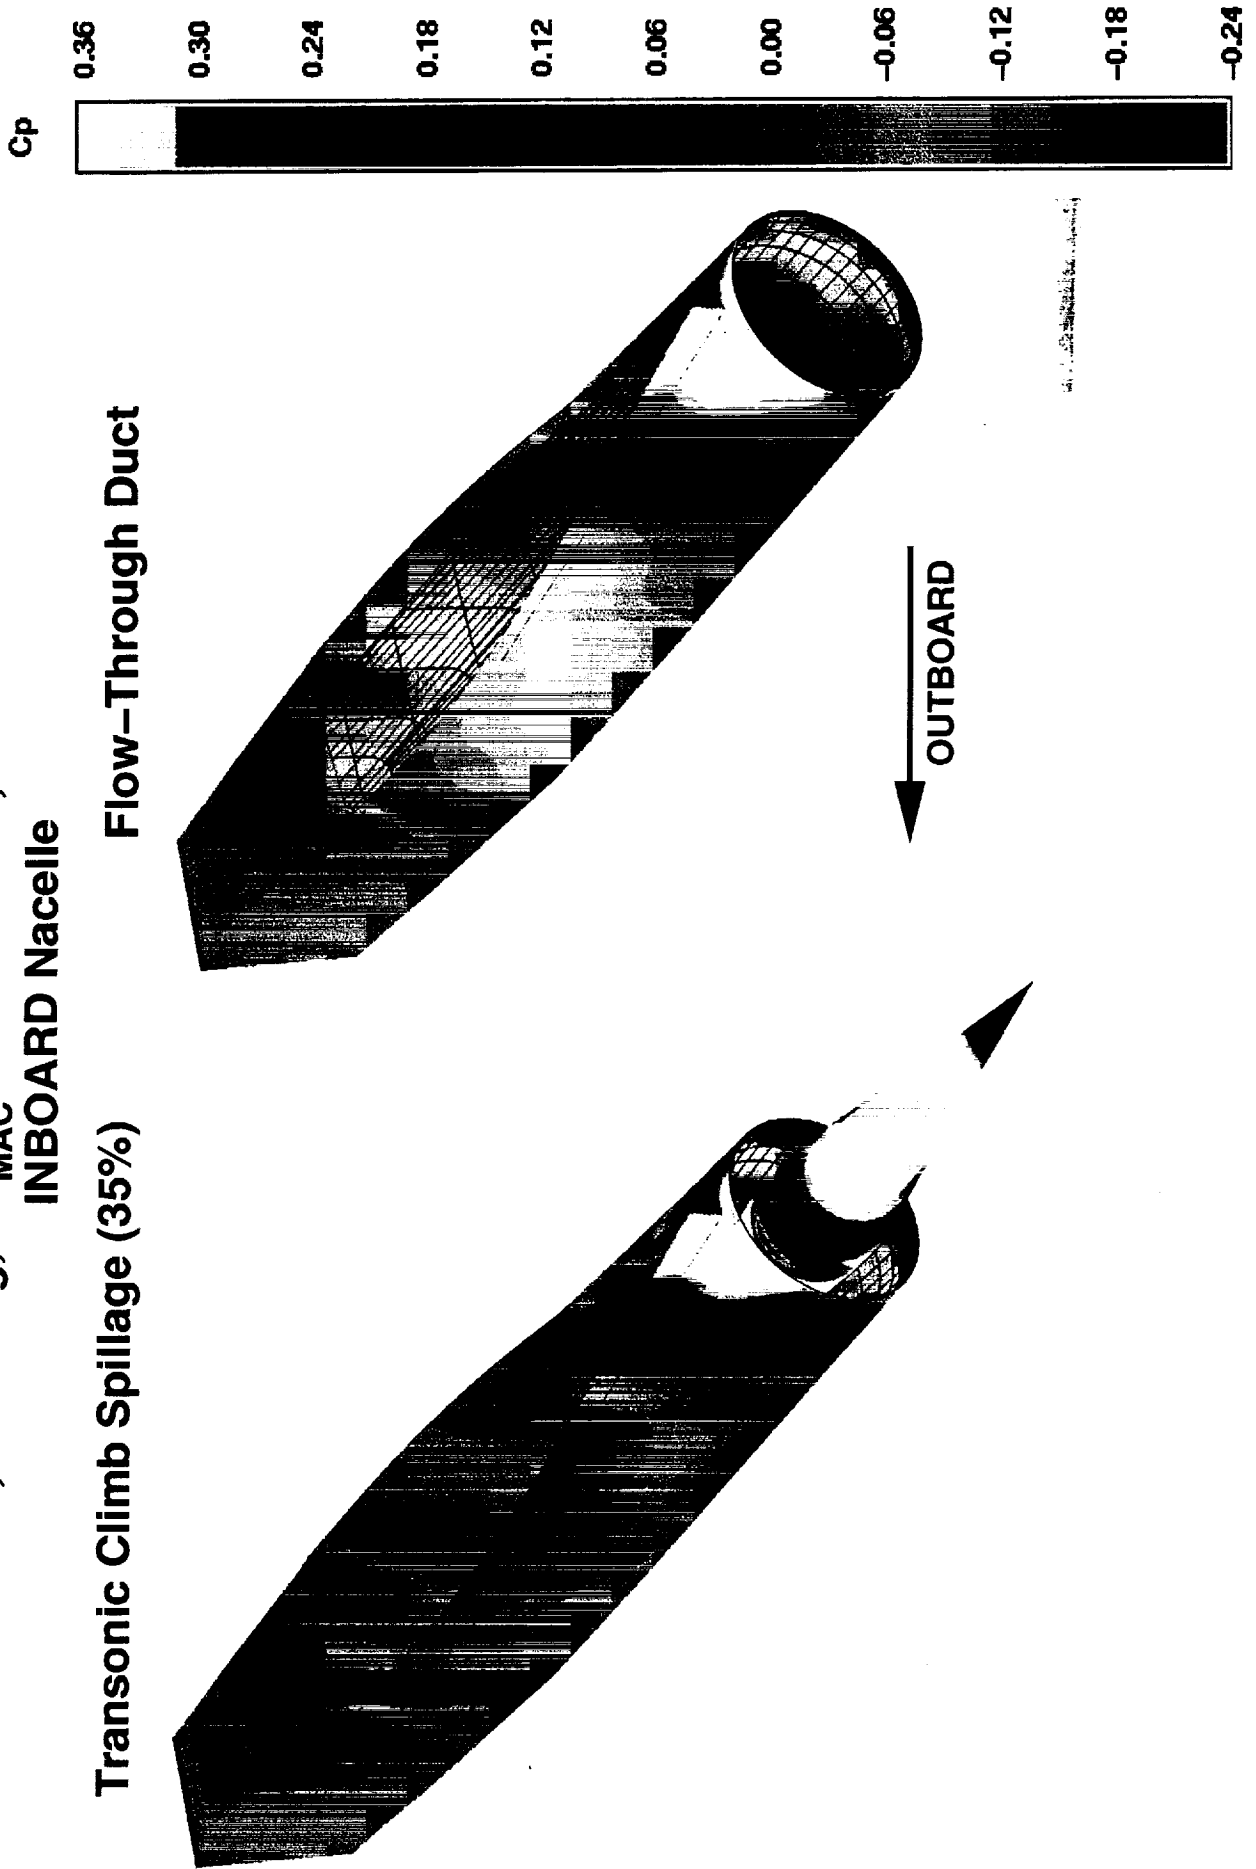 MAC
INBOARD Nacelle
Transonic Climb Spillage (35%)
Flow–Through Duct
OUTBOARD
Cp
0.36
0.30
0.24
0.18
0.12
0.06
0.00
–0.06
–0.12
–0.18
–0.24